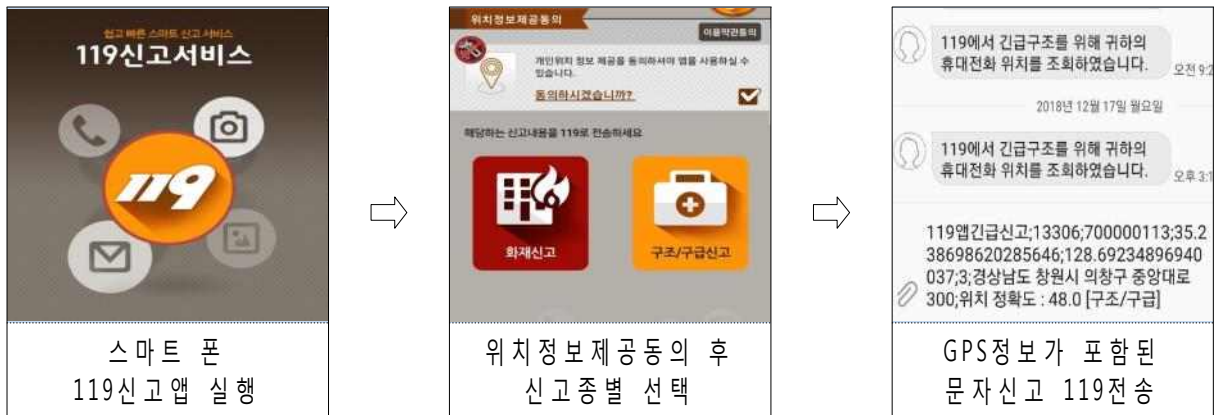 쉽고 빠른 스마트 신고 서비스
119신고서비스
119
스마트 폰
119신고앱 실행
위치정보제공동의
이용약관동의
개인위치 정보 제공을 동의하셔야 앱을 사용하실 수
있습니다.
동의하시겠습니까?
해당하는 신고내용을 119로 전송하세요
화재신고
구조/구급신고
위치정보제공동의 후
신고종별 선택
119에서 긴급구조를 위해 귀하의
휴대전화 위치를 조회하였습니다.
오전 9:2
2018년 12월 17일 월요일
119에서 긴급구조를 위해 귀하의
휴대전화 위치를 조회하였습니다.
오후 3:1
119앱긴급신고;13306;700000113;35.2
38698620285646;128.69234896940
037;3;경상남도 창원시 의창구 중앙대로
300;위치 정확도 : 48.0 [구조/구급]
GPS정보가 포함된
문자신고 119전송